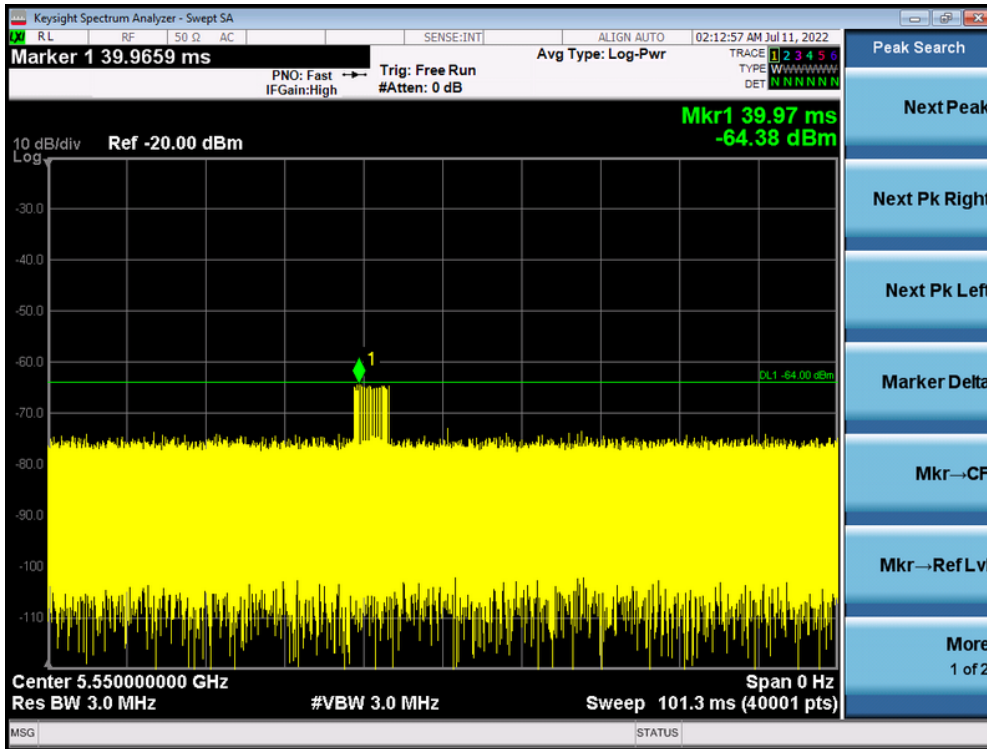 Keysight Spectrum Analyzer - Swept SA
LXI RL RF 50 Ω AC SENSE:INT ALIGN AUTO 02:12:57 AM Jul 11, 2022
Marker 1 39.9659 ms
PNO: Fast
IFGain:High
Trig: Free Run
#Atten: 0 dB
Avg Type: Log-Pwr
TRACE 1 2 3 4 5 6
TYPE WWWWWW
DET N N N N N N
Peak Search
Mkr1 39.97 ms
-64.38 dBm
10 dB/div Ref -20.00 dBm
Log
1
DL1 -64.00 dBm
-30.0
-40.0
-50.0
-60.0
-70.0
-80.0
-90.0
-100
-110
Center 5.550000000 GHz
Span 0 Hz
Res BW 3.0 MHz
#VBW 3.0 MHz
Sweep 101.3 ms (40001 pts)
MSG
STATUS
Next Peak
Next Pk Right
Next Pk Left
Marker Delta
Mkr→CF
Mkr→Ref Lvl
More
1 of 2